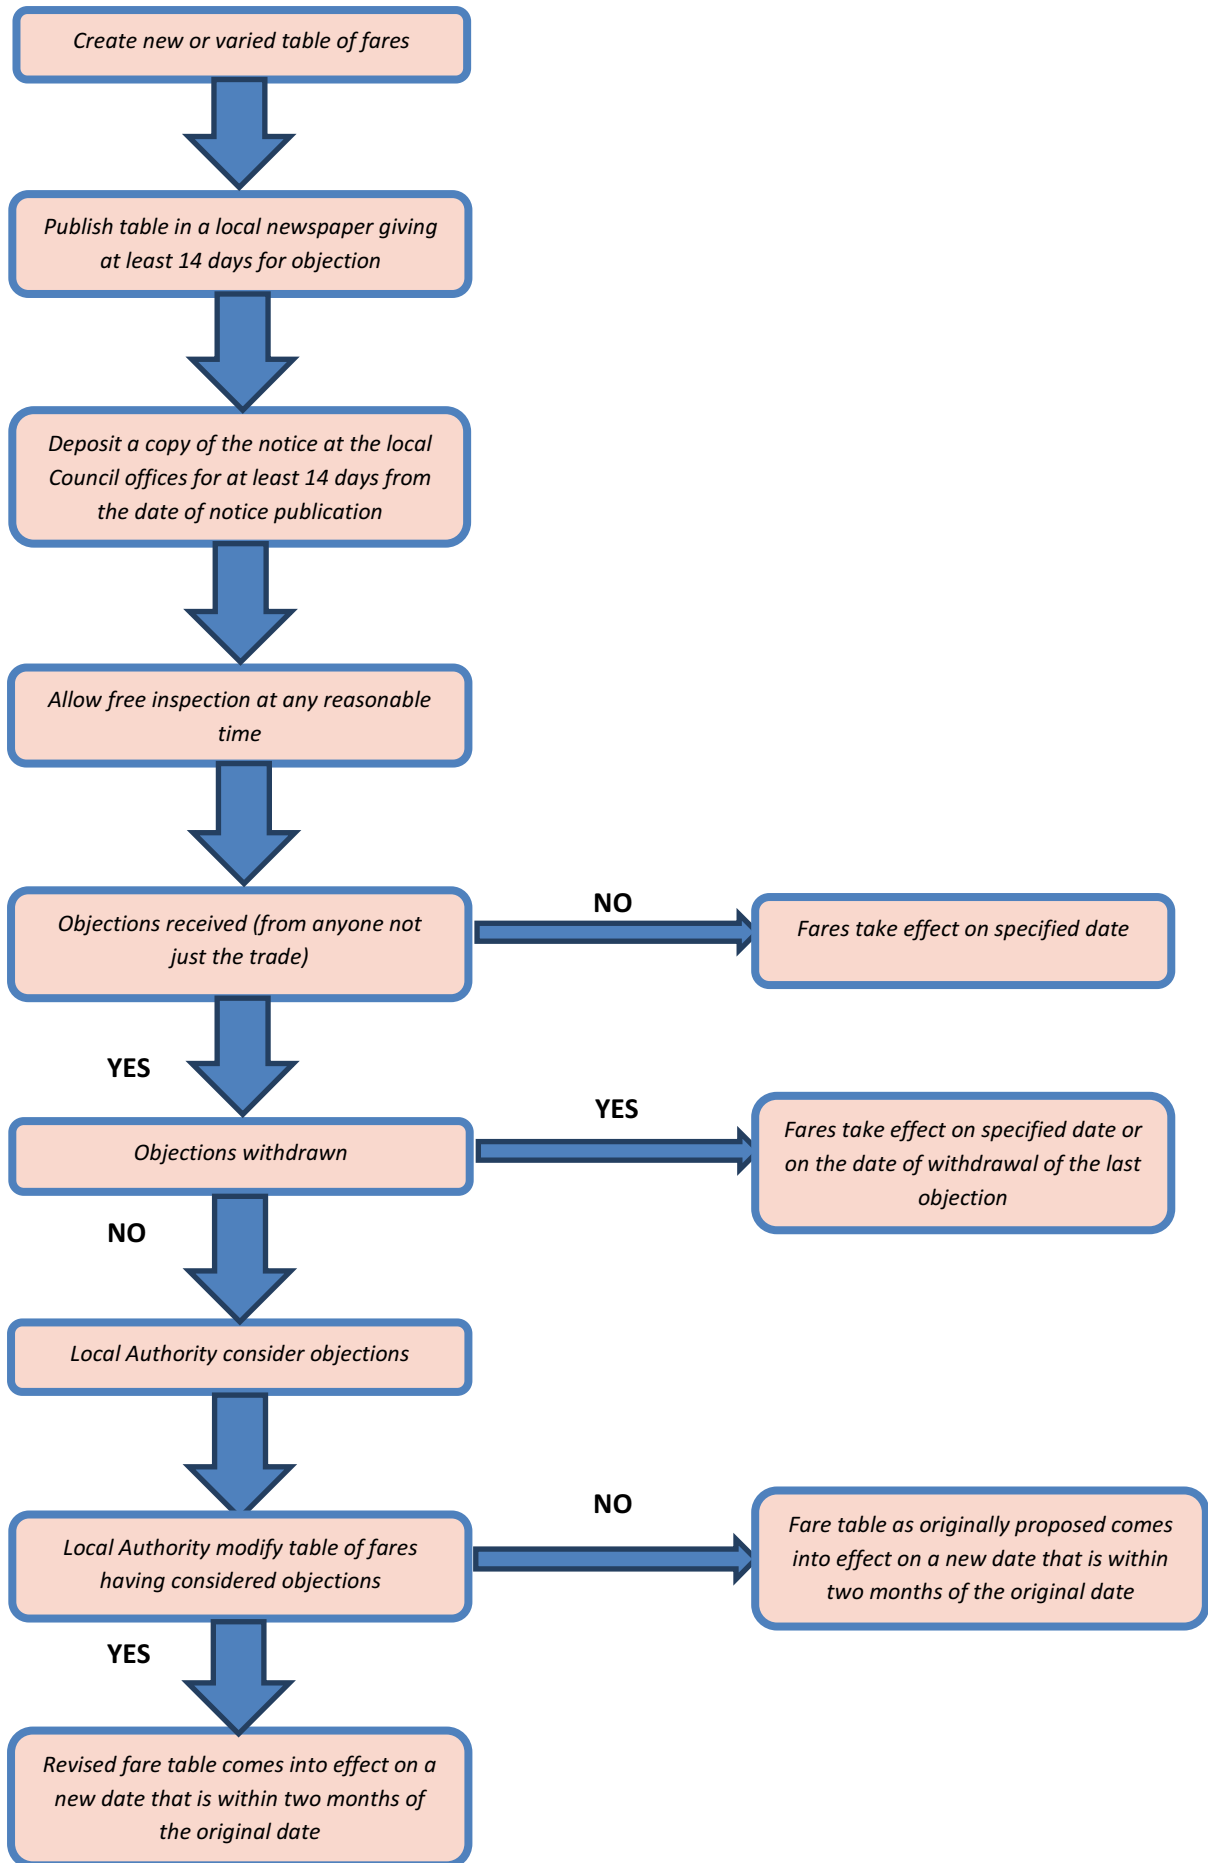 Create new or varied table of fares
Publish table in a local newspaper giving
at least 14 days for objection
Deposit a copy of the notice at the local
Council offices for at least 14 days from
the date of notice publication
Allow free inspection at any reasonable
time
Objections received (from anyone not
just the trade)
NO
Fares take effect on specified date
YES
Objections withdrawn
YES
Fares take effect on specified date or
on the date of withdrawal of the last
objection
NO
Local Authority consider objections
Local Authority modify table of fares
having considered objections
NO
Fare table as originally proposed comes
into effect on a new date that is within
two months of the original date
YES
Revised fare table comes into effect on a
new date that is within two months of
the original date